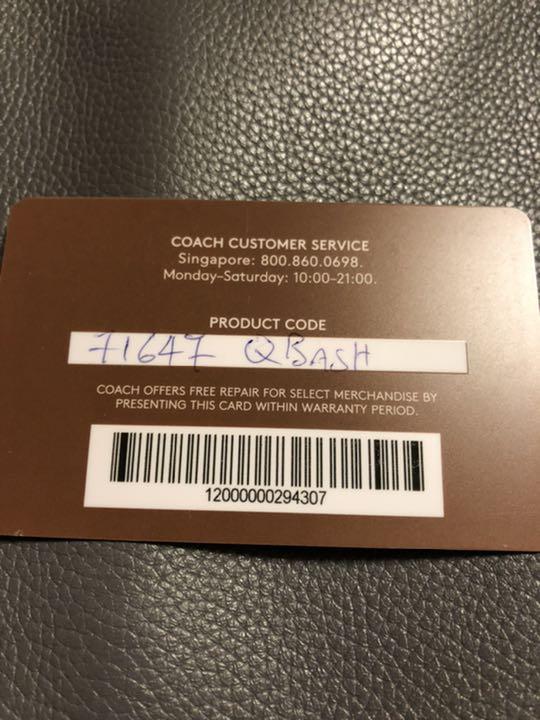 COACH CUSTOMER SERVICE
Singapore: 800.860.0698.
Monday–Saturday: 10:00–21:00.
PRODUCT CODE
71647 QBASH
COACH OFFERS FREE REPAIR FOR SELECT MERCHANDISE BY
PRESENTING THIS CARD WITHIN WARRANTY PERIOD.
12000000294307